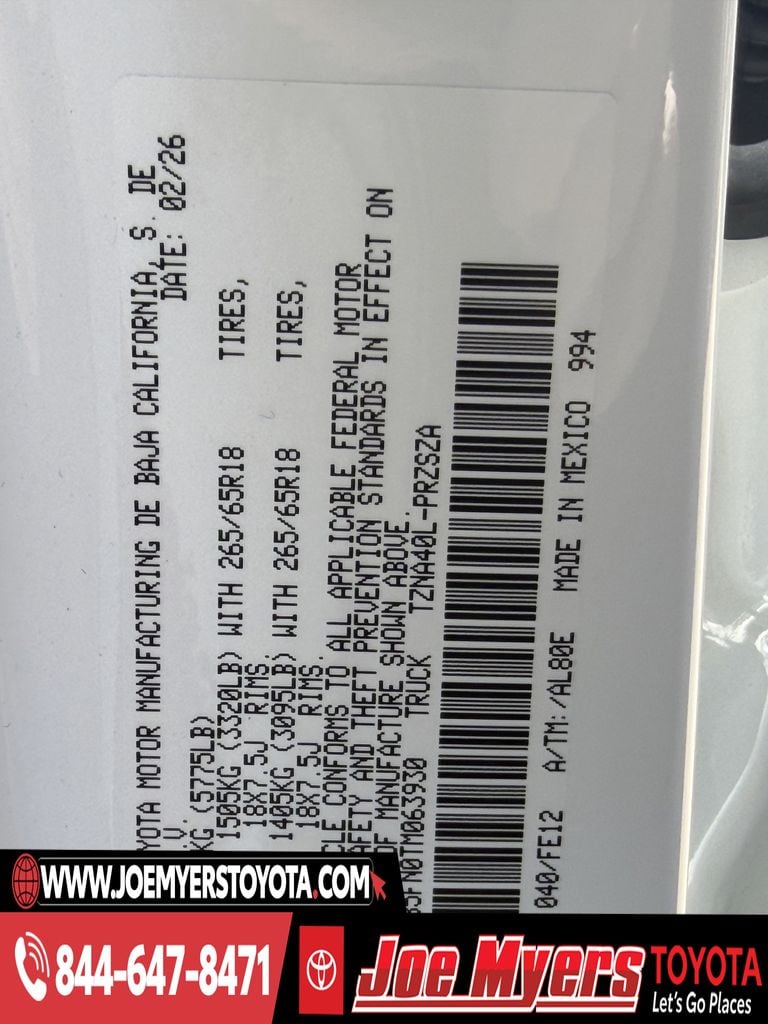 YOTA MOTOR MANUFACTURING DE BAJA CALIFORNIA, S. DE
V. DATE: 02/26
KG (5775LB)
1505KG (3320LB) WITH 265/65R18 TIRES,
18X7.5J RIMS.
1405KG (3095LB) WITH 265/65R18 TIRES,
18X7.5J RIMS.
CLE CONFORMS TO ALL APPLICABLE FEDERAL MOTOR
AFETY AND THEFT PREVENTION STANDARDS IN EFFECT ON
OF MANUFACTURE SHOWN ABOVE.
5FN0TM063930 TRUCK TZNA40L-PRZSZA
040/FE12 A/TM:/AL80E MADE IN MEXICO 994
WWW.JOEMYERSTOYOTA.COM
844-647-8471
Joe Myers TOYOTA
Let's Go Places